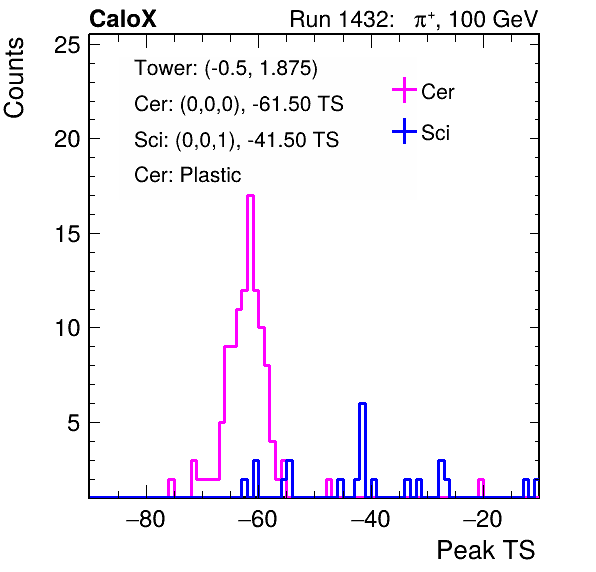 CaloX Run 1432: π⁺, 100 GeV
Counts
25
20
15
10
5
Tower: (-0.5, 1.875)
Cer: (0,0,0), -61.50 TS
Sci: (0,0,1), -41.50 TS
Cer: Plastic
Cer
Sci
−80 −60 −40 −20
Peak TS